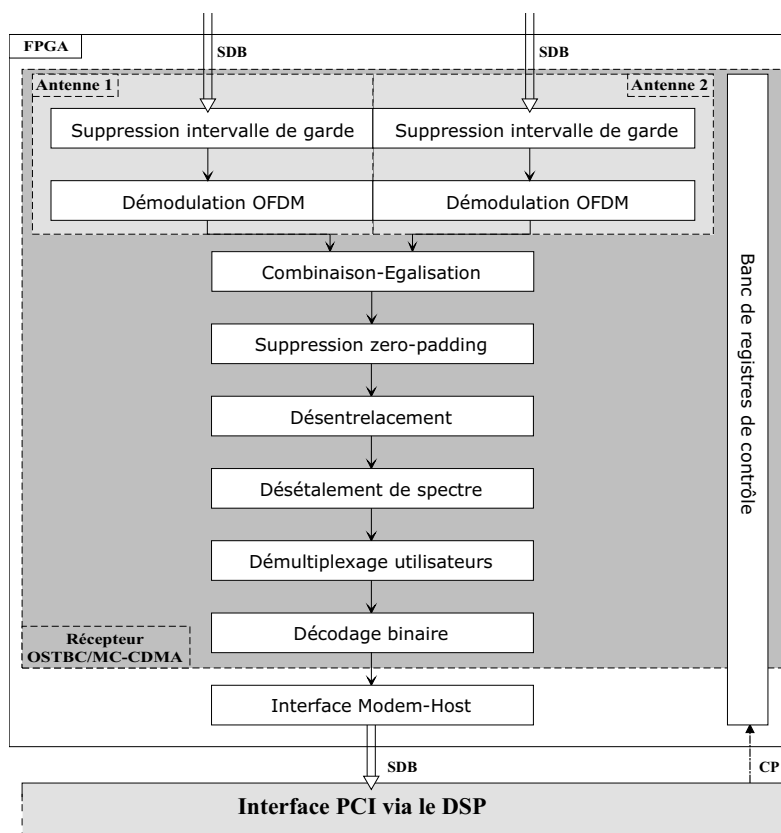 FPGA
SDB
SDB
Antenne 1
Antenne 2
Suppression intervalle de garde
Suppression intervalle de garde
Démodulation OFDM
Démodulation OFDM
Combinaison-Egalisation
Suppression zero-padding
Désentrelacement
Désétalement de spectre
Démultiplexage utilisateurs
Décodage binaire
Récepteur
OSTBC/MC-CDMA
Interface Modem-Host
Banc de registres de contrôle
SDB
CP
Interface PCI via le DSP